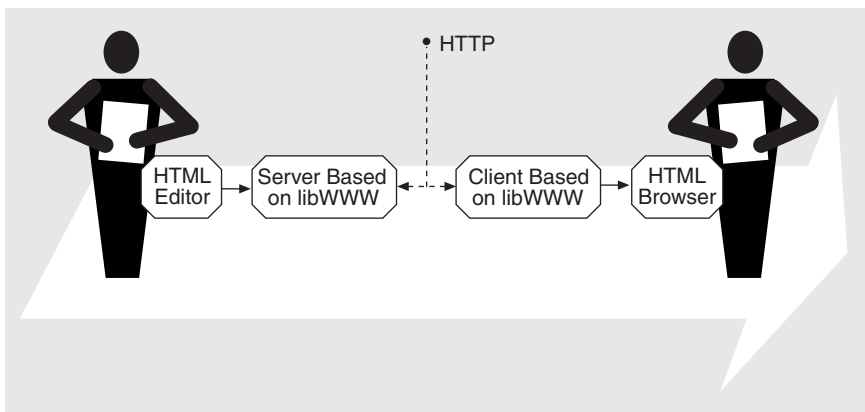 HTTP
HTML
Editor
Server Based
on libWWW
Client Based
on libWWW
HTML
Browser